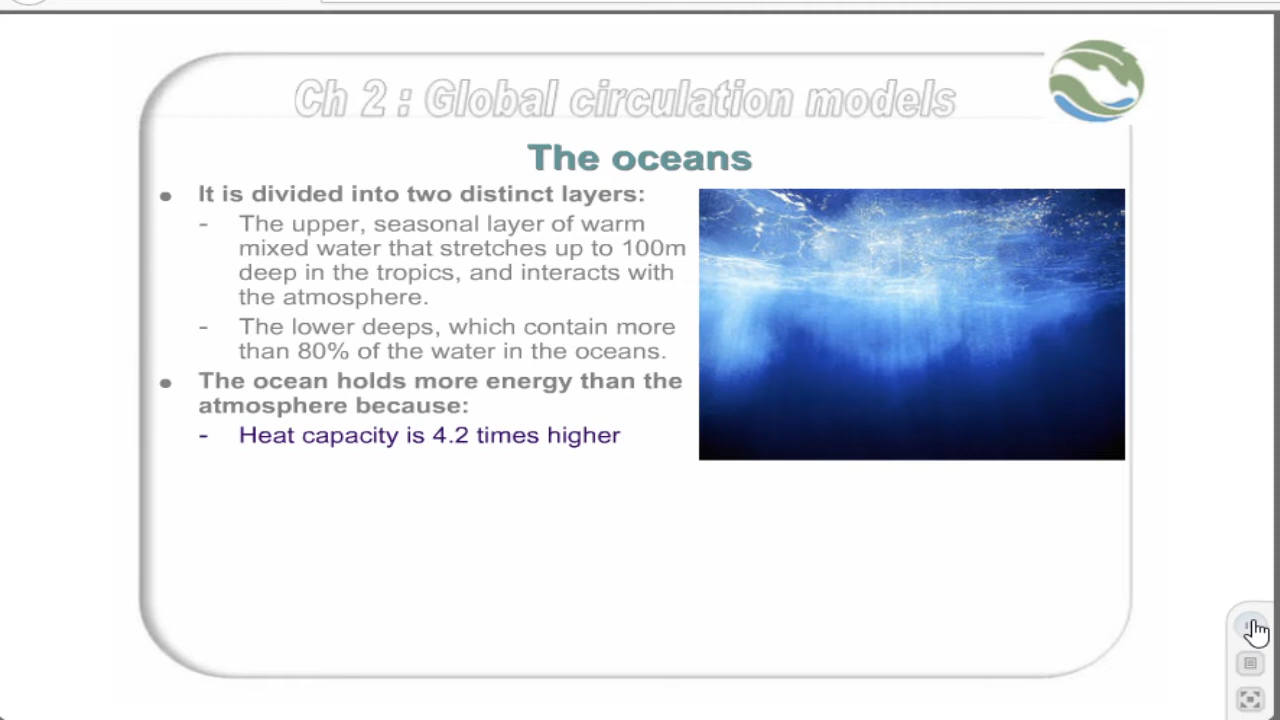 Ch 2 : Global circulation models
The oceans
• It is divided into two distinct layers:
- The upper, seasonal layer of warm
mixed water that stretches up to 100m
deep in the tropics, and interacts with
the atmosphere.
- The lower deeps, which contain more
than 80% of the water in the oceans.
• The ocean holds more energy than the
atmosphere because:
- Heat capacity is 4.2 times higher